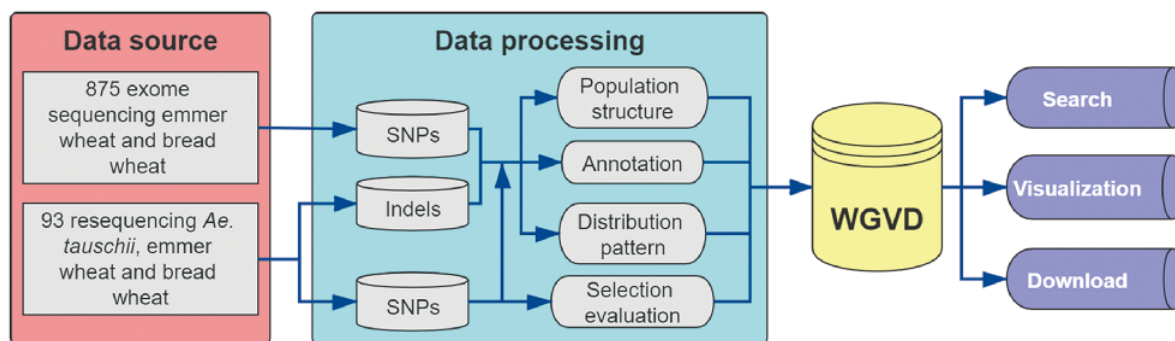 Data source
875 exome
sequencing emmer
wheat and bread
wheat
93 resequencing Ae.
tauschii, emmer
wheat and bread
wheat
Data processing
SNPs
Indels
SNPs
Population
structure
Annotation
Distribution
pattern
Selection
evaluation
WGVD
Search
Visualization
Download